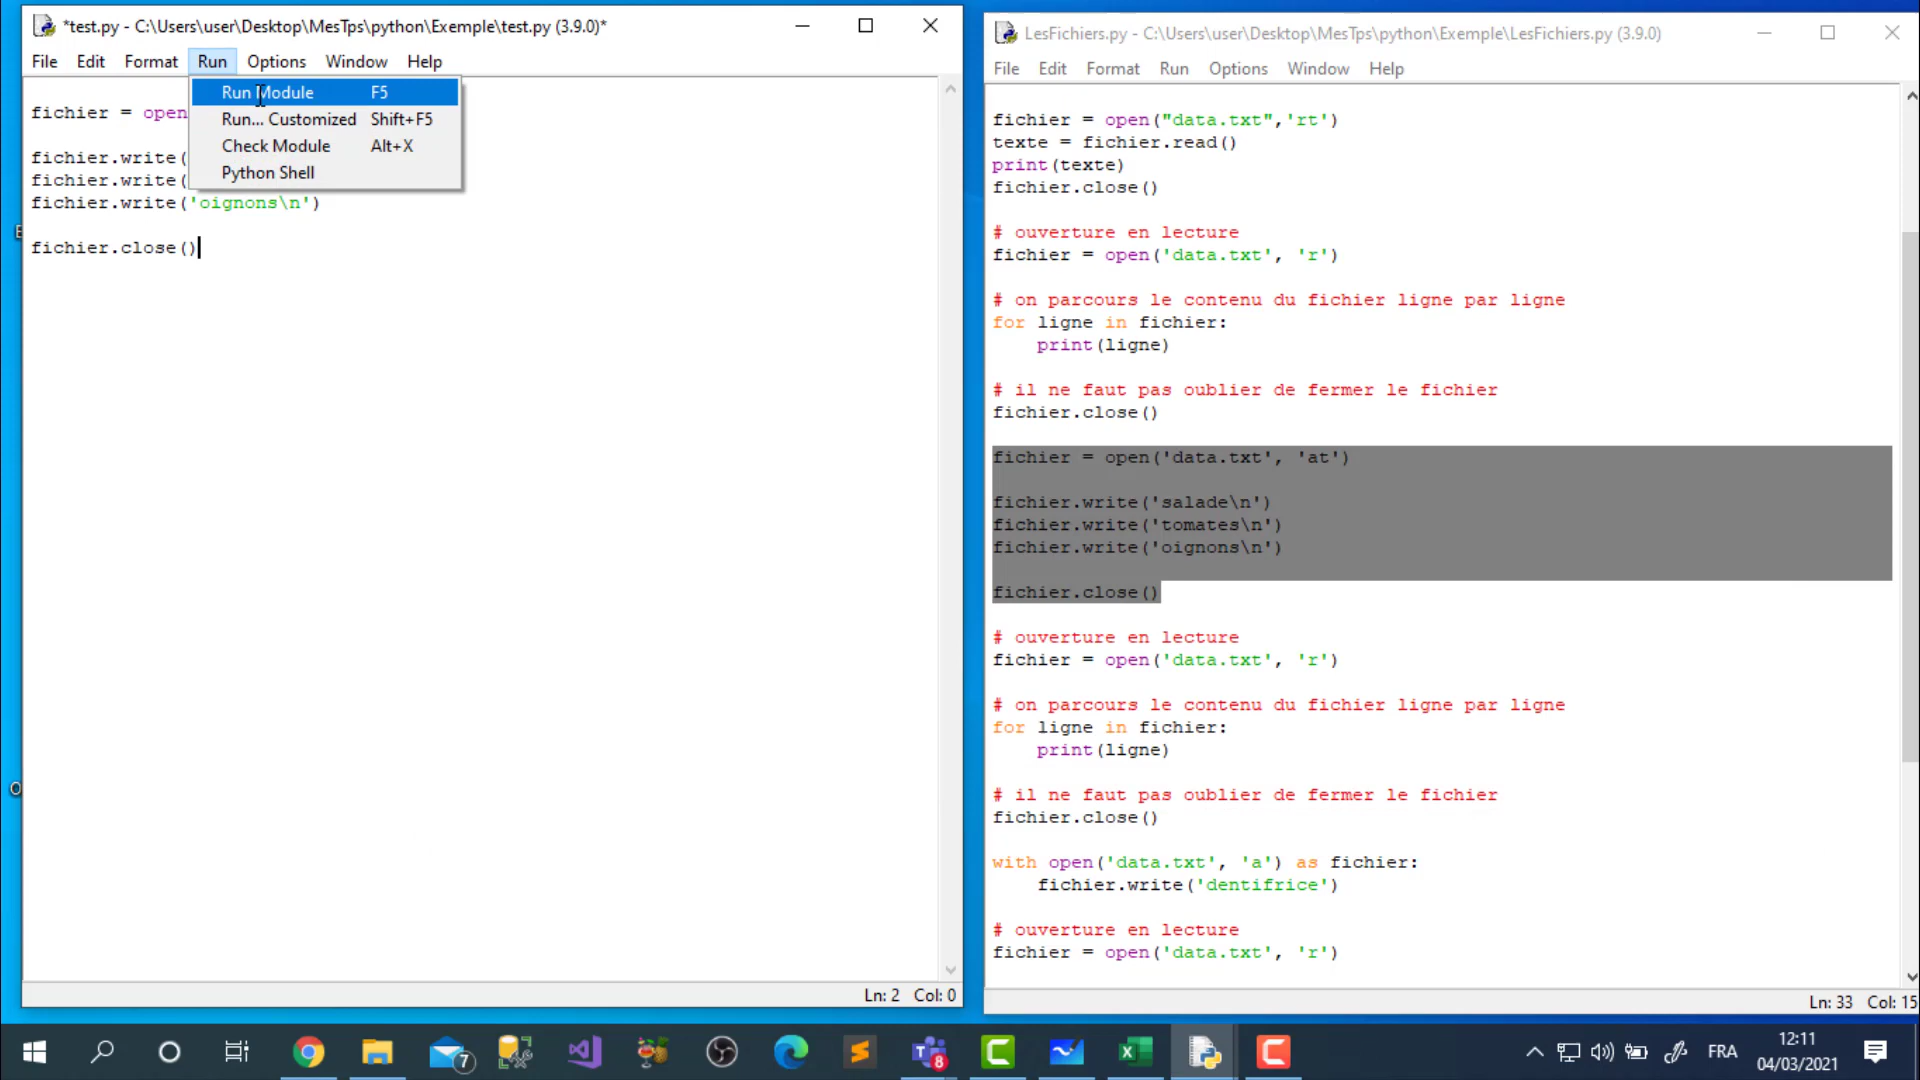 *test.py - C:\Users\user\Desktop\MesTps\python\Exemple\test.py (3.9.0)*
File Edit Format Run Options Window Help
Run Module F5
Run... Customized Shift+F5
Check Module Alt+X
Python Shell
fichier = open
fichier.write(
fichier.write(
fichier.write('oignons\n')
fichier.close()
Ln: 2 Col: 0
LesFichiers.py - C:\Users\user\Desktop\MesTps\python\Exemple\LesFichiers.py (3.9.0)
File Edit Format Run Options Window Help
fichier = open("data.txt",'rt')
texte = fichier.read()
print(texte)
fichier.close()
# ouverture en lecture
fichier = open('data.txt', 'r')
# on parcours le contenu du fichier ligne par ligne
for ligne in fichier:
    print(ligne)
# il ne faut pas oublier de fermer le fichier
fichier.close()
fichier = open('data.txt', 'at')
fichier.write('salade\n')
fichier.write('tomates\n')
fichier.write('oignons\n')
fichier.close()
# ouverture en lecture
fichier = open('data.txt', 'r')
# on parcours le contenu du fichier ligne par ligne
for ligne in fichier:
    print(ligne)
# il ne faut pas oublier de fermer le fichier
fichier.close()
with open('data.txt', 'a') as fichier:
    fichier.write('dentifrice')
# ouverture en lecture
fichier = open('data.txt', 'r')
Ln: 33 Col: 15
7
8
FRA
12:11
04/03/2021